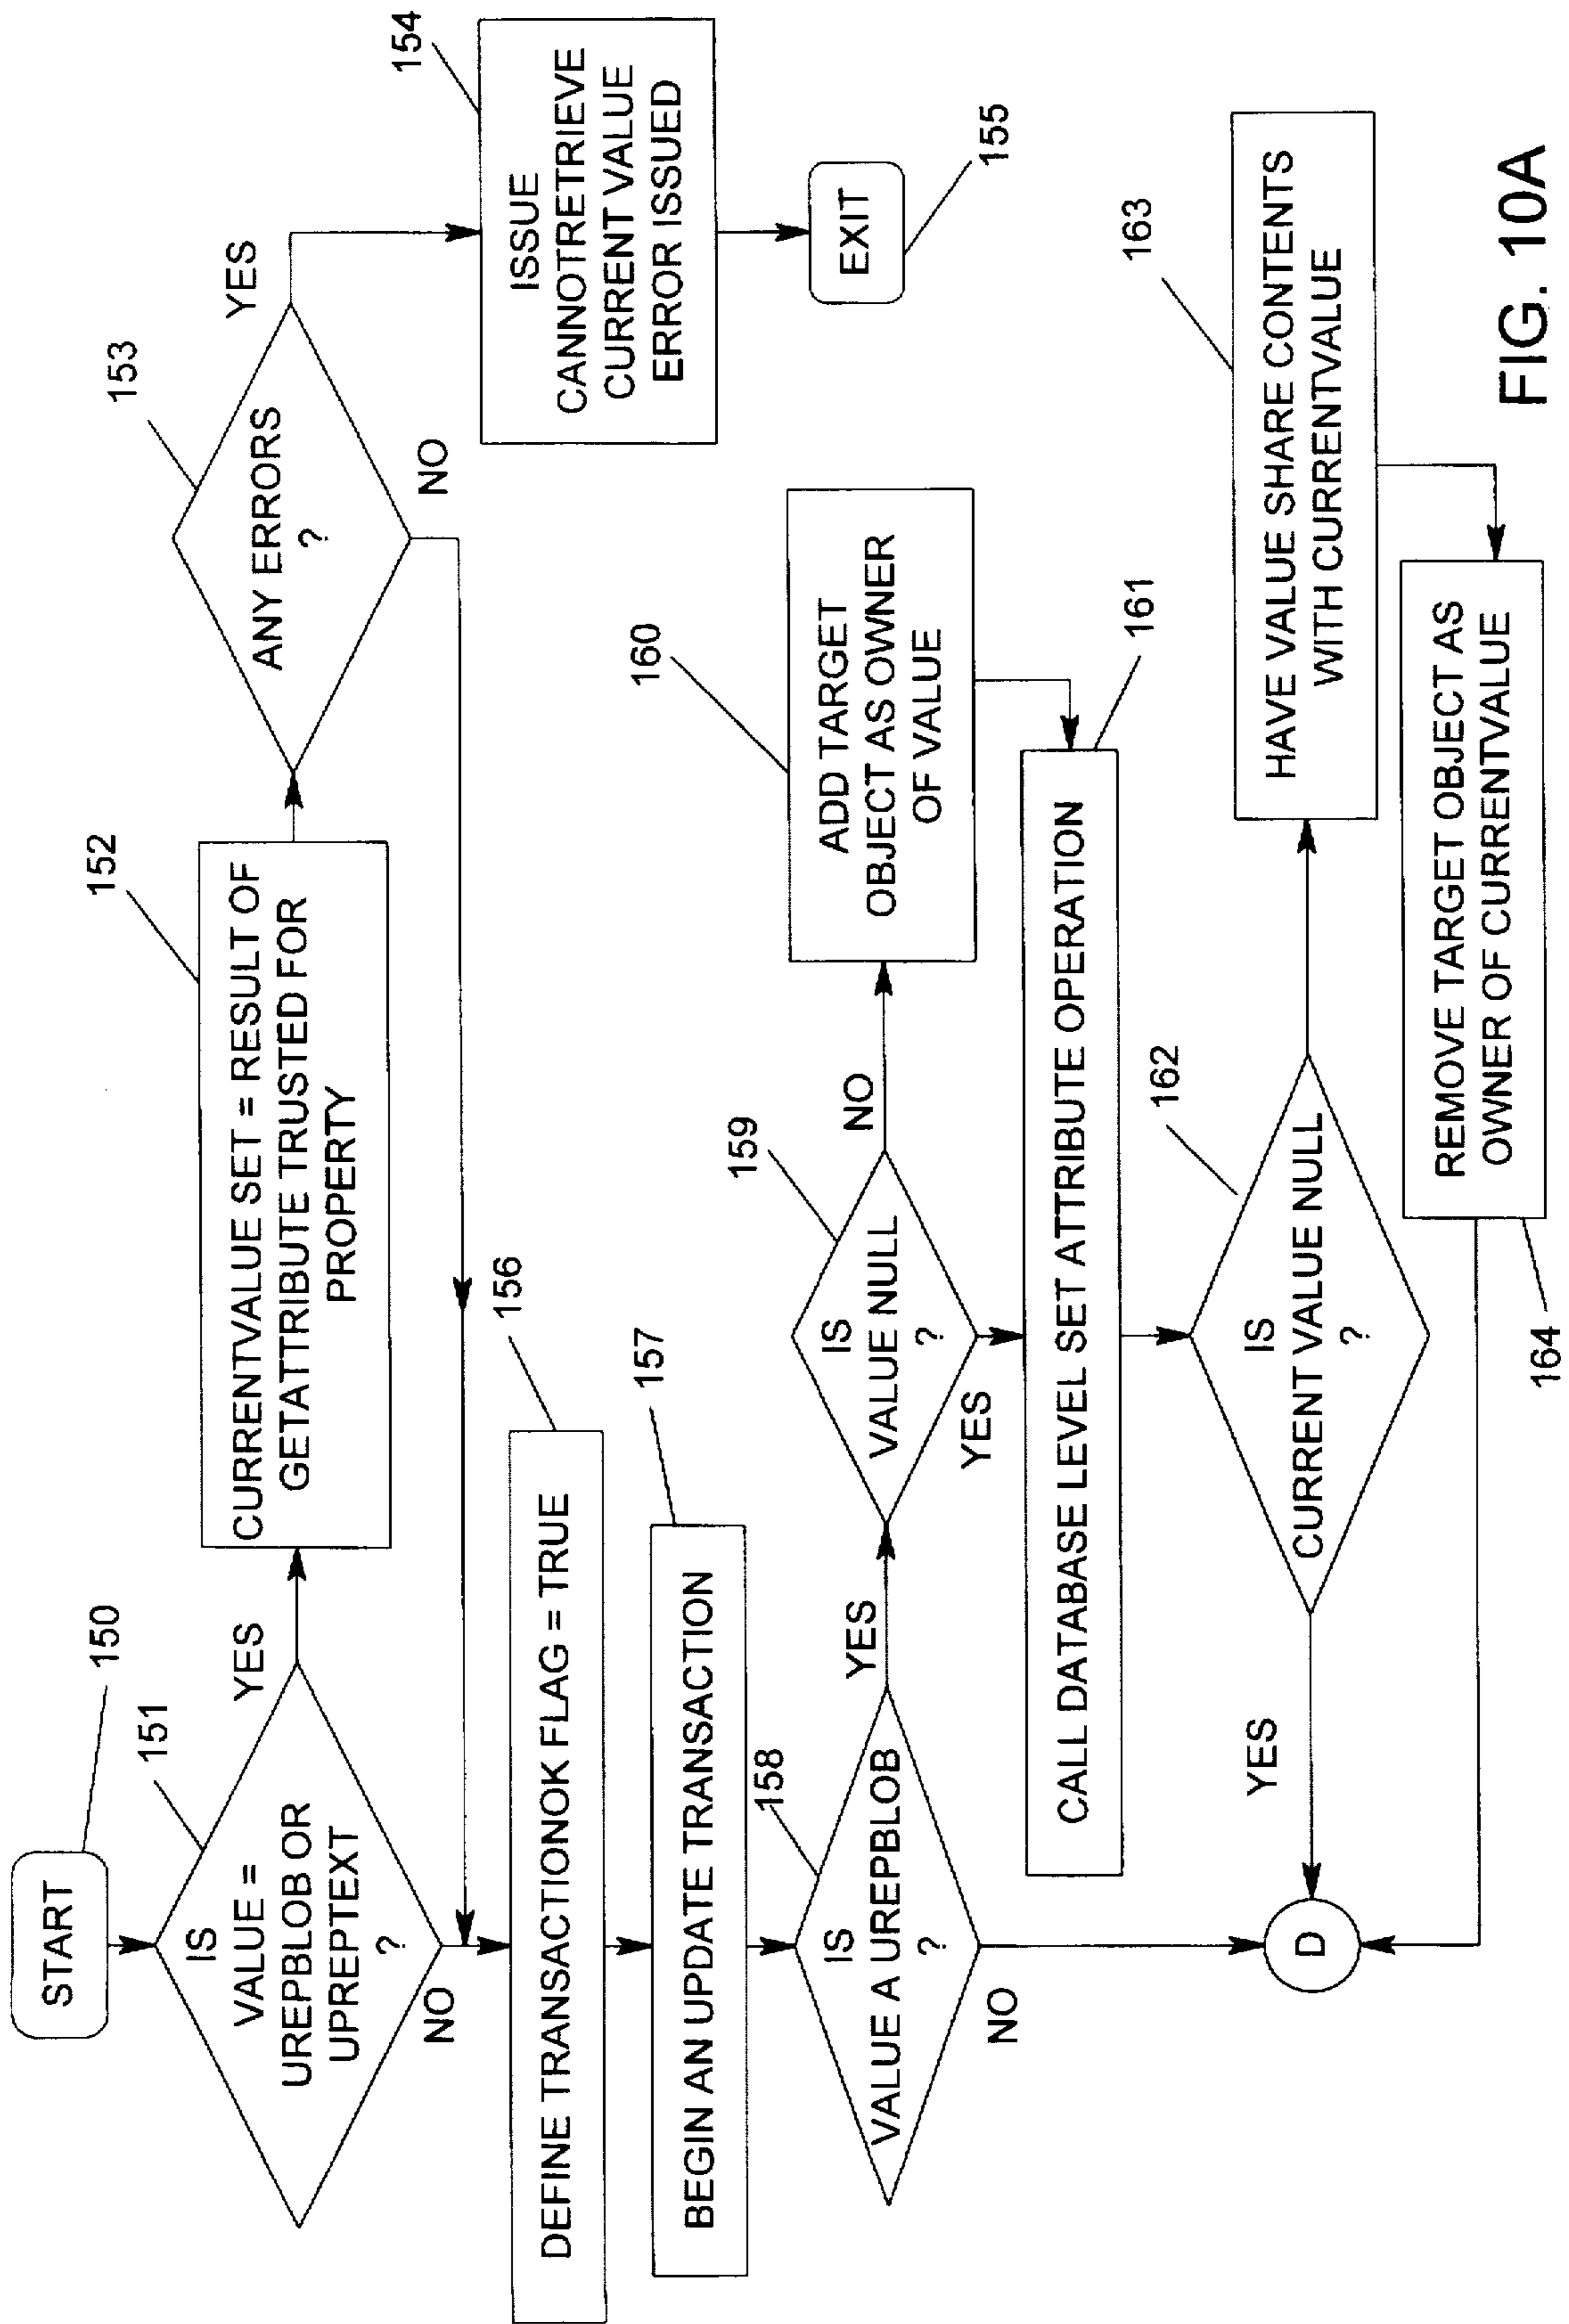 START
150
IS
VALUE =
UREPBLOB OR
UPREPTEXT
?
151
YES
NO
CURRENTVALUE SET = RESULT OF
GETATTRIBUTE TRUSTED FOR
PROPERTY
152
ANY ERRORS
?
153
YES
NO
ISSUE
CANNOTRETRIEVE
CURRENT VALUE
ERROR ISSUED
154
EXIT
155
DEFINE TRANSACTIONOK FLAG = TRUE
156
BEGIN AN UPDATE TRANSACTION
157
IS
VALUE A UREPBLOB
?
158
YES
NO
IS
VALUE NULL
?
159
NO
YES
ADD TARGET
OBJECT AS OWNER
OF VALUE
160
CALL DATABASE LEVEL SET ATTRIBUTE OPERATION
161
IS
CURRENT VALUE NULL
?
162
YES
HAVE VALUE SHARE CONTENTS
WITH CURRENTVALUE
163
REMOVE TARGET OBJECT AS
OWNER OF CURRENTVALUE
164
D
FIG. 10A